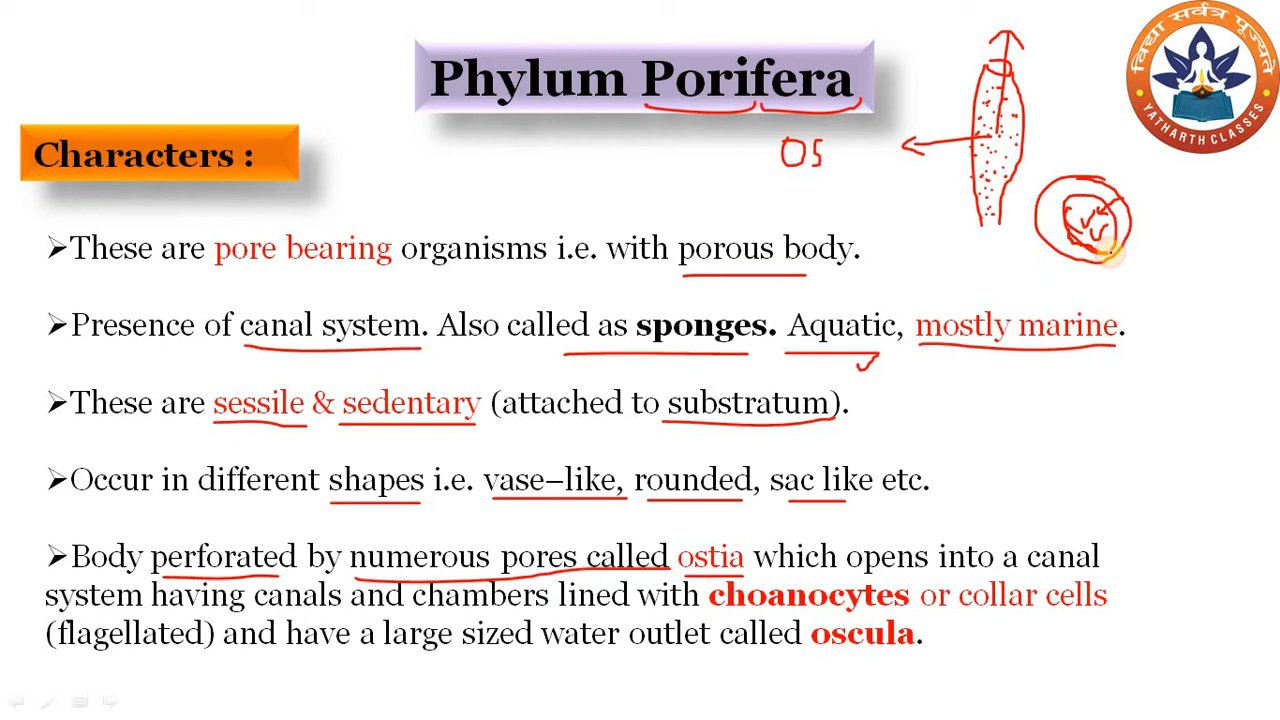 Phylum Porifera
विद्या सर्वत्र पूज्यते
YATHARTH CLASSES
OS
Characters :
➢These are pore bearing organisms i.e. with porous body.
➢Presence of canal system. Also called as sponges. Aquatic, mostly marine.
➢These are sessile & sedentary (attached to substratum).
➢Occur in different shapes i.e. vase–like, rounded, sac like etc.
➢Body perforated by numerous pores called ostia which opens into a canal
system having canals and chambers lined with choanocytes or collar cells
(flagellated) and have a large sized water outlet called oscula.